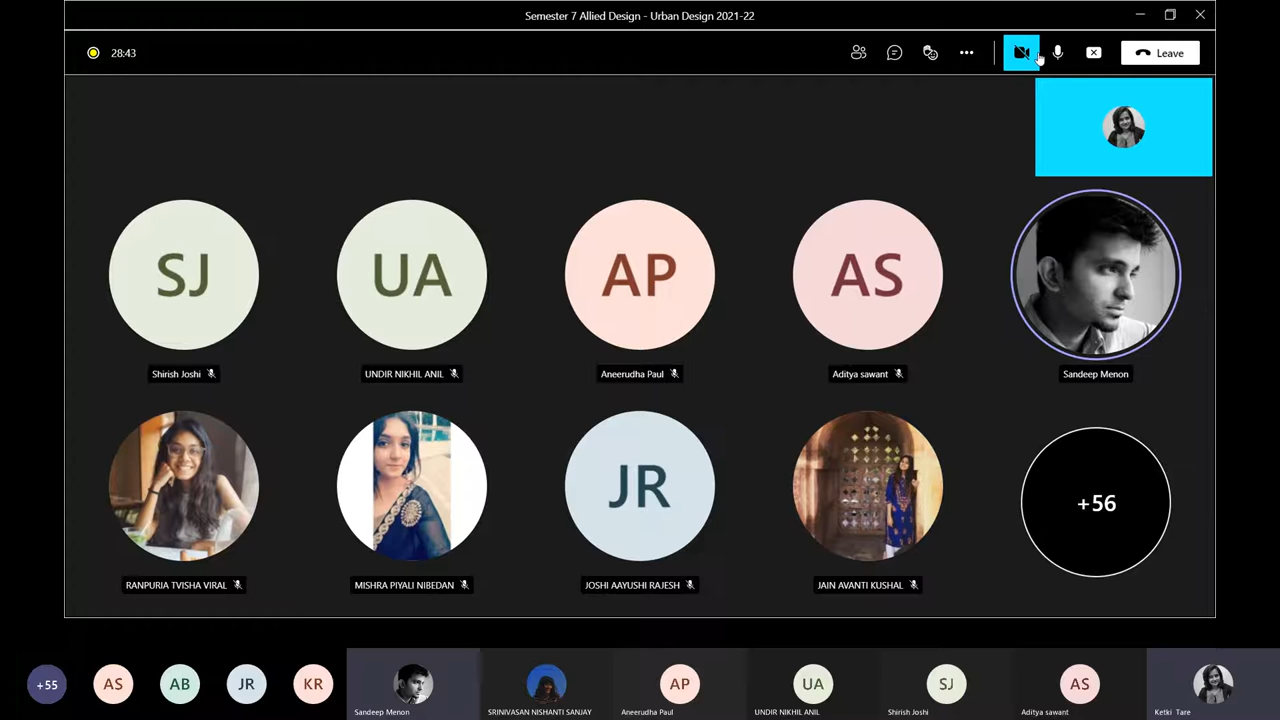 Semester 7 Allied Design - Urban Design 2021-22
28:43
Leave
SJ
UA
AP
AS
Shirish Joshi
UNDIR NIKHIL ANIL
Aneerudha Paul
Aditya sawant
Sandeep Menon
JR
+56
RANPURIA TVISHA VIRAL
MISHRA PIYALI NIBEDAN
JOSHI AAYUSHI RAJESH
JAIN AVANTI KUSHAL
+55
AS
AB
JR
KR
AP
UA
SJ
AS
Sandeep Menon
SRINIVASAN NISHANTI SANJAY
Aneerudha Paul
UNDIR NIKHIL ANIL
Shirish Joshi
Aditya sawant
Ketki Tare